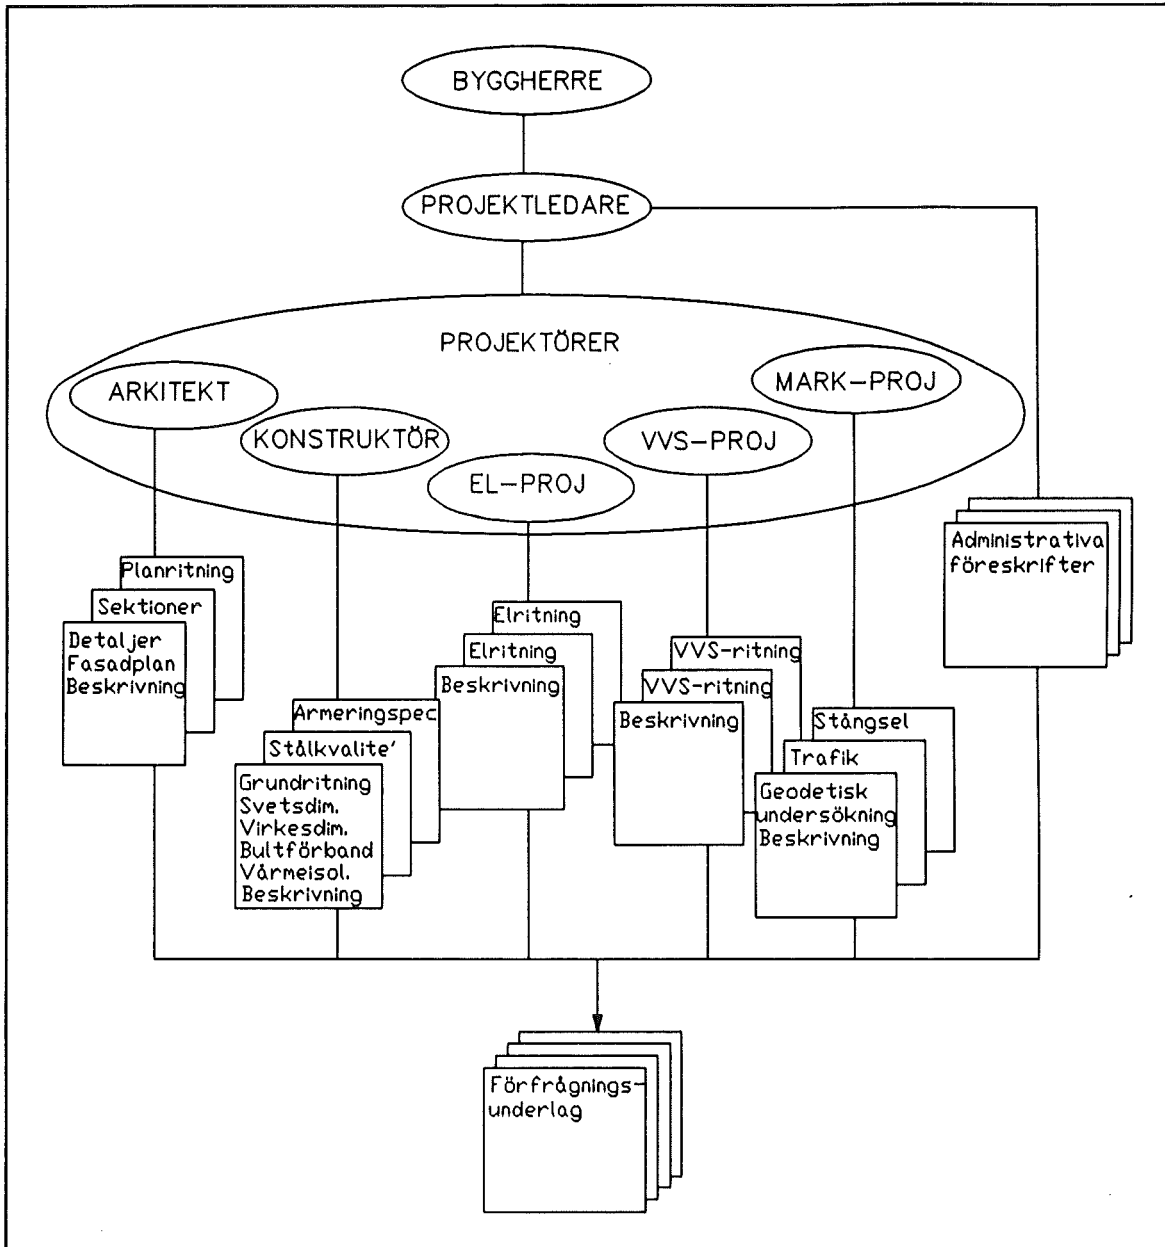 BYGGHERRE
PROJEKTLEDARE
PROJEKTÖRER
ARKITEKT
KONSTRUKTÖR
EL-PROJ
VVS-PROJ
MARK-PROJ
Planritning
Sektioner
Detaljer
Fasadplan
Beskrivning
Armeringspec
Stålkvalite'
Grundritning
Svetsdim.
Virkesdim.
Bultförband
Vårmeisol.
Beskrivning
Elritning
Elritning
Beskrivning
VVS-ritning
VVS-ritning
Beskrivning
Stångsel
Trafik
Geodetisk
undersökning
Beskrivning
Administrativa
föreskrifter
Förfrågnings-
underlag